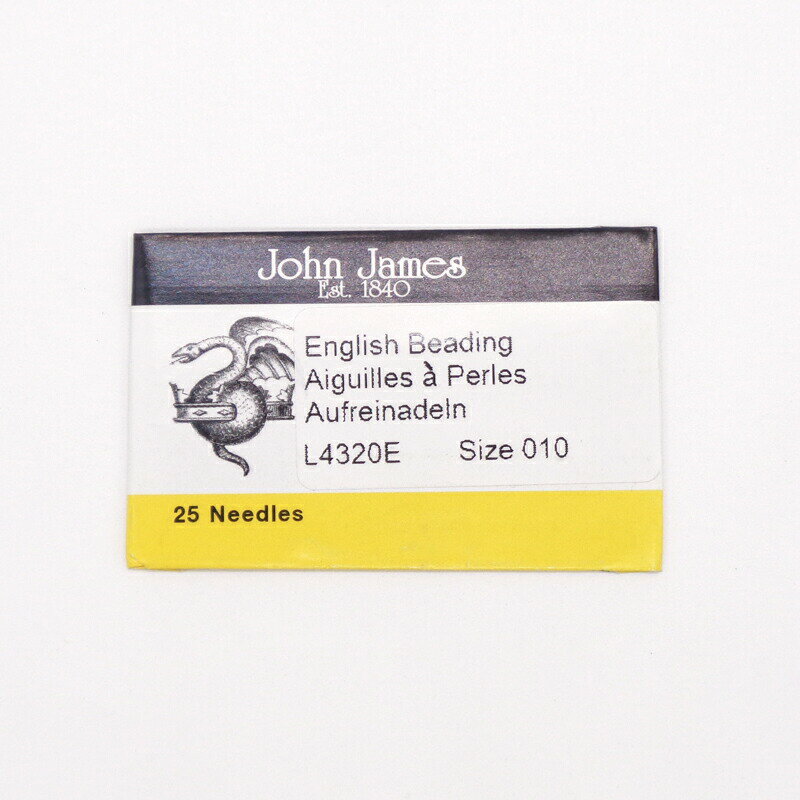 John James
Est. 1840
English Beading
Aiguilles à Perles
Aufreinadeln
L4320E Size 010
25 Needles